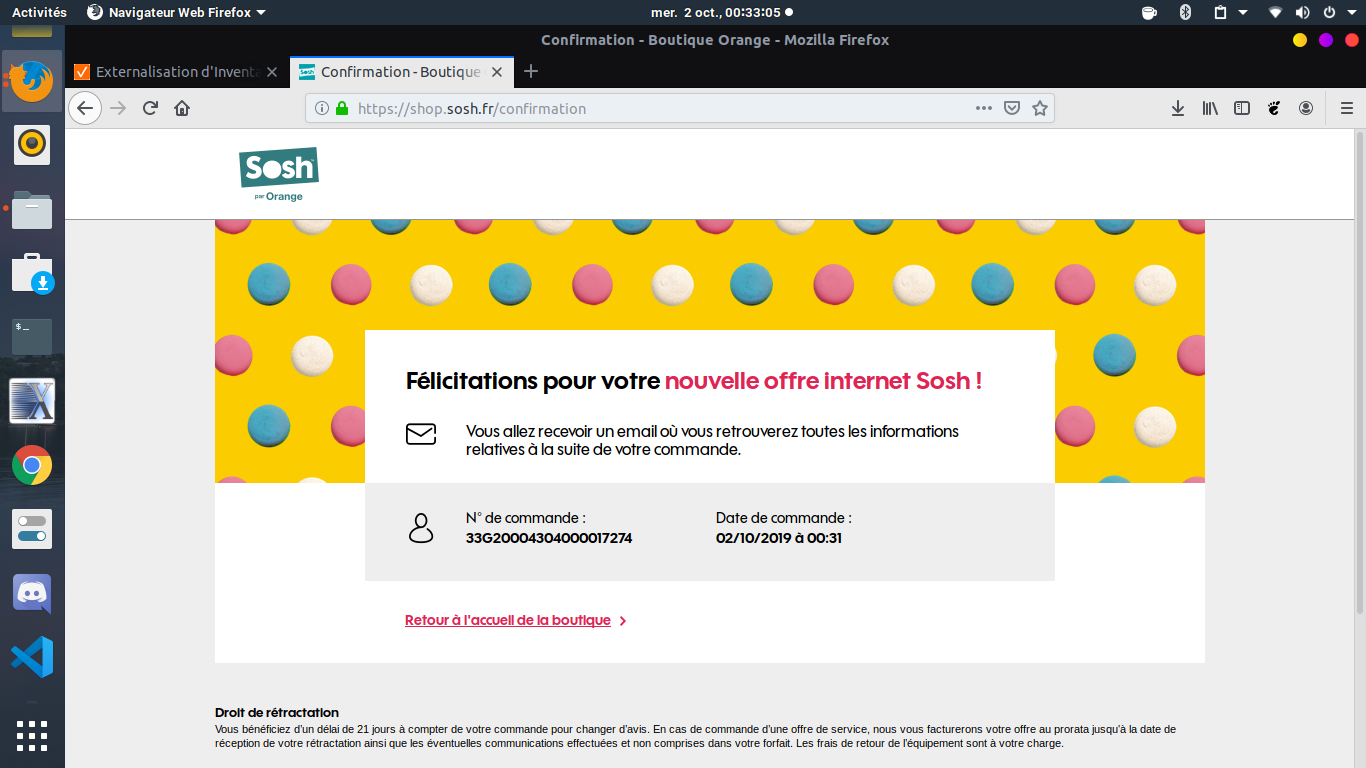 Activités
Navigateur Web Firefox
mer. 2 oct., 00:33:05
Confirmation - Boutique Orange - Mozilla Firefox
Externalisation d'Inventa
Confirmation - Boutique
https://shop.sosh.fr/confirmation
Sosh
par Orange
Félicitations pour votre nouvelle offre internet Sosh !
Vous allez recevoir un email où vous retrouverez toutes les informations
relatives à la suite de votre commande.
N° de commande :
33G20004304000017274
Date de commande :
02/10/2019 à 00:31
Retour à l'accueil de la boutique
Droit de rétractation
Vous bénéficiez d'un délai de 21 jours à compter de votre commande pour changer d'avis. En cas de commande d'une offre de service, nous vous facturerons votre offre au prorata jusqu'à la date de
réception de votre rétractation ainsi que les éventuelles communications effectuées et non comprises dans votre forfait. Les frais de retour de l'équipement sont à votre charge.